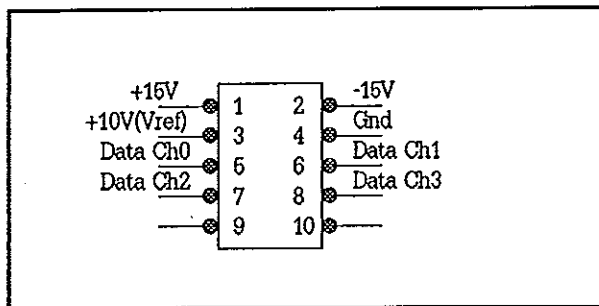 +15V 1 2 -15V
+10V(Vref) 3 4 Gnd
Data Ch0 5 6 Data Ch1
Data Ch2 7 8 Data Ch3
9 10